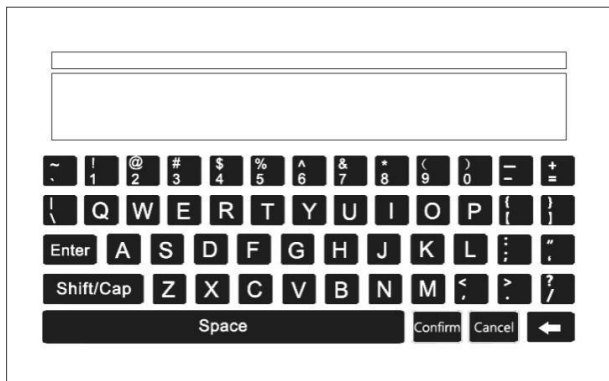 ~ ! @ # $ % ^ & * ( ) — +
` 1 2 3 4 5 6 7 8 9 0 – =
| Q W E R T Y U I O P { }
\ [ ]
Enter A S D F G H J K L : "
; '
Shift/Cap Z X C V B N M < > ?
, . /
Space Confirm Cancel ←